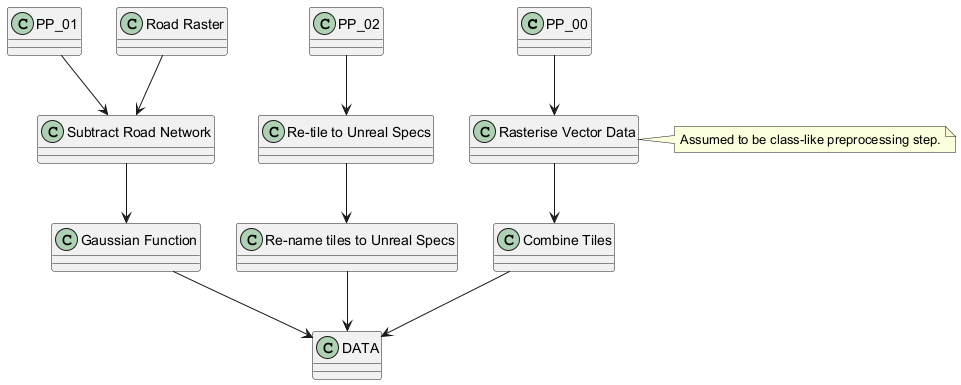 C PP_01
C Road Raster
C PP_02
C PP_00
C Subtract Road Network
C Re-tile to Unreal Specs
C Rasterise Vector Data
Assumed to be class-like preprocessing step.
C Gaussian Function
C Re-name tiles to Unreal Specs
C Combine Tiles
C DATA